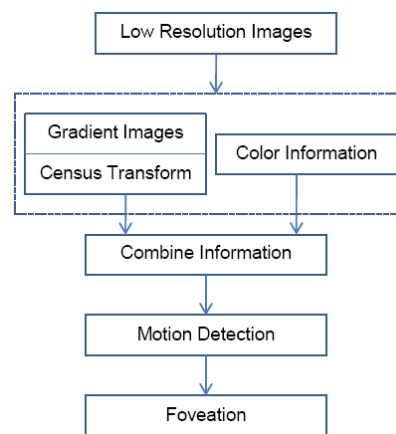 Low Resolution Images
Gradient Images
Census Transform
Color Information
Combine Information
Motion Detection
Foveation